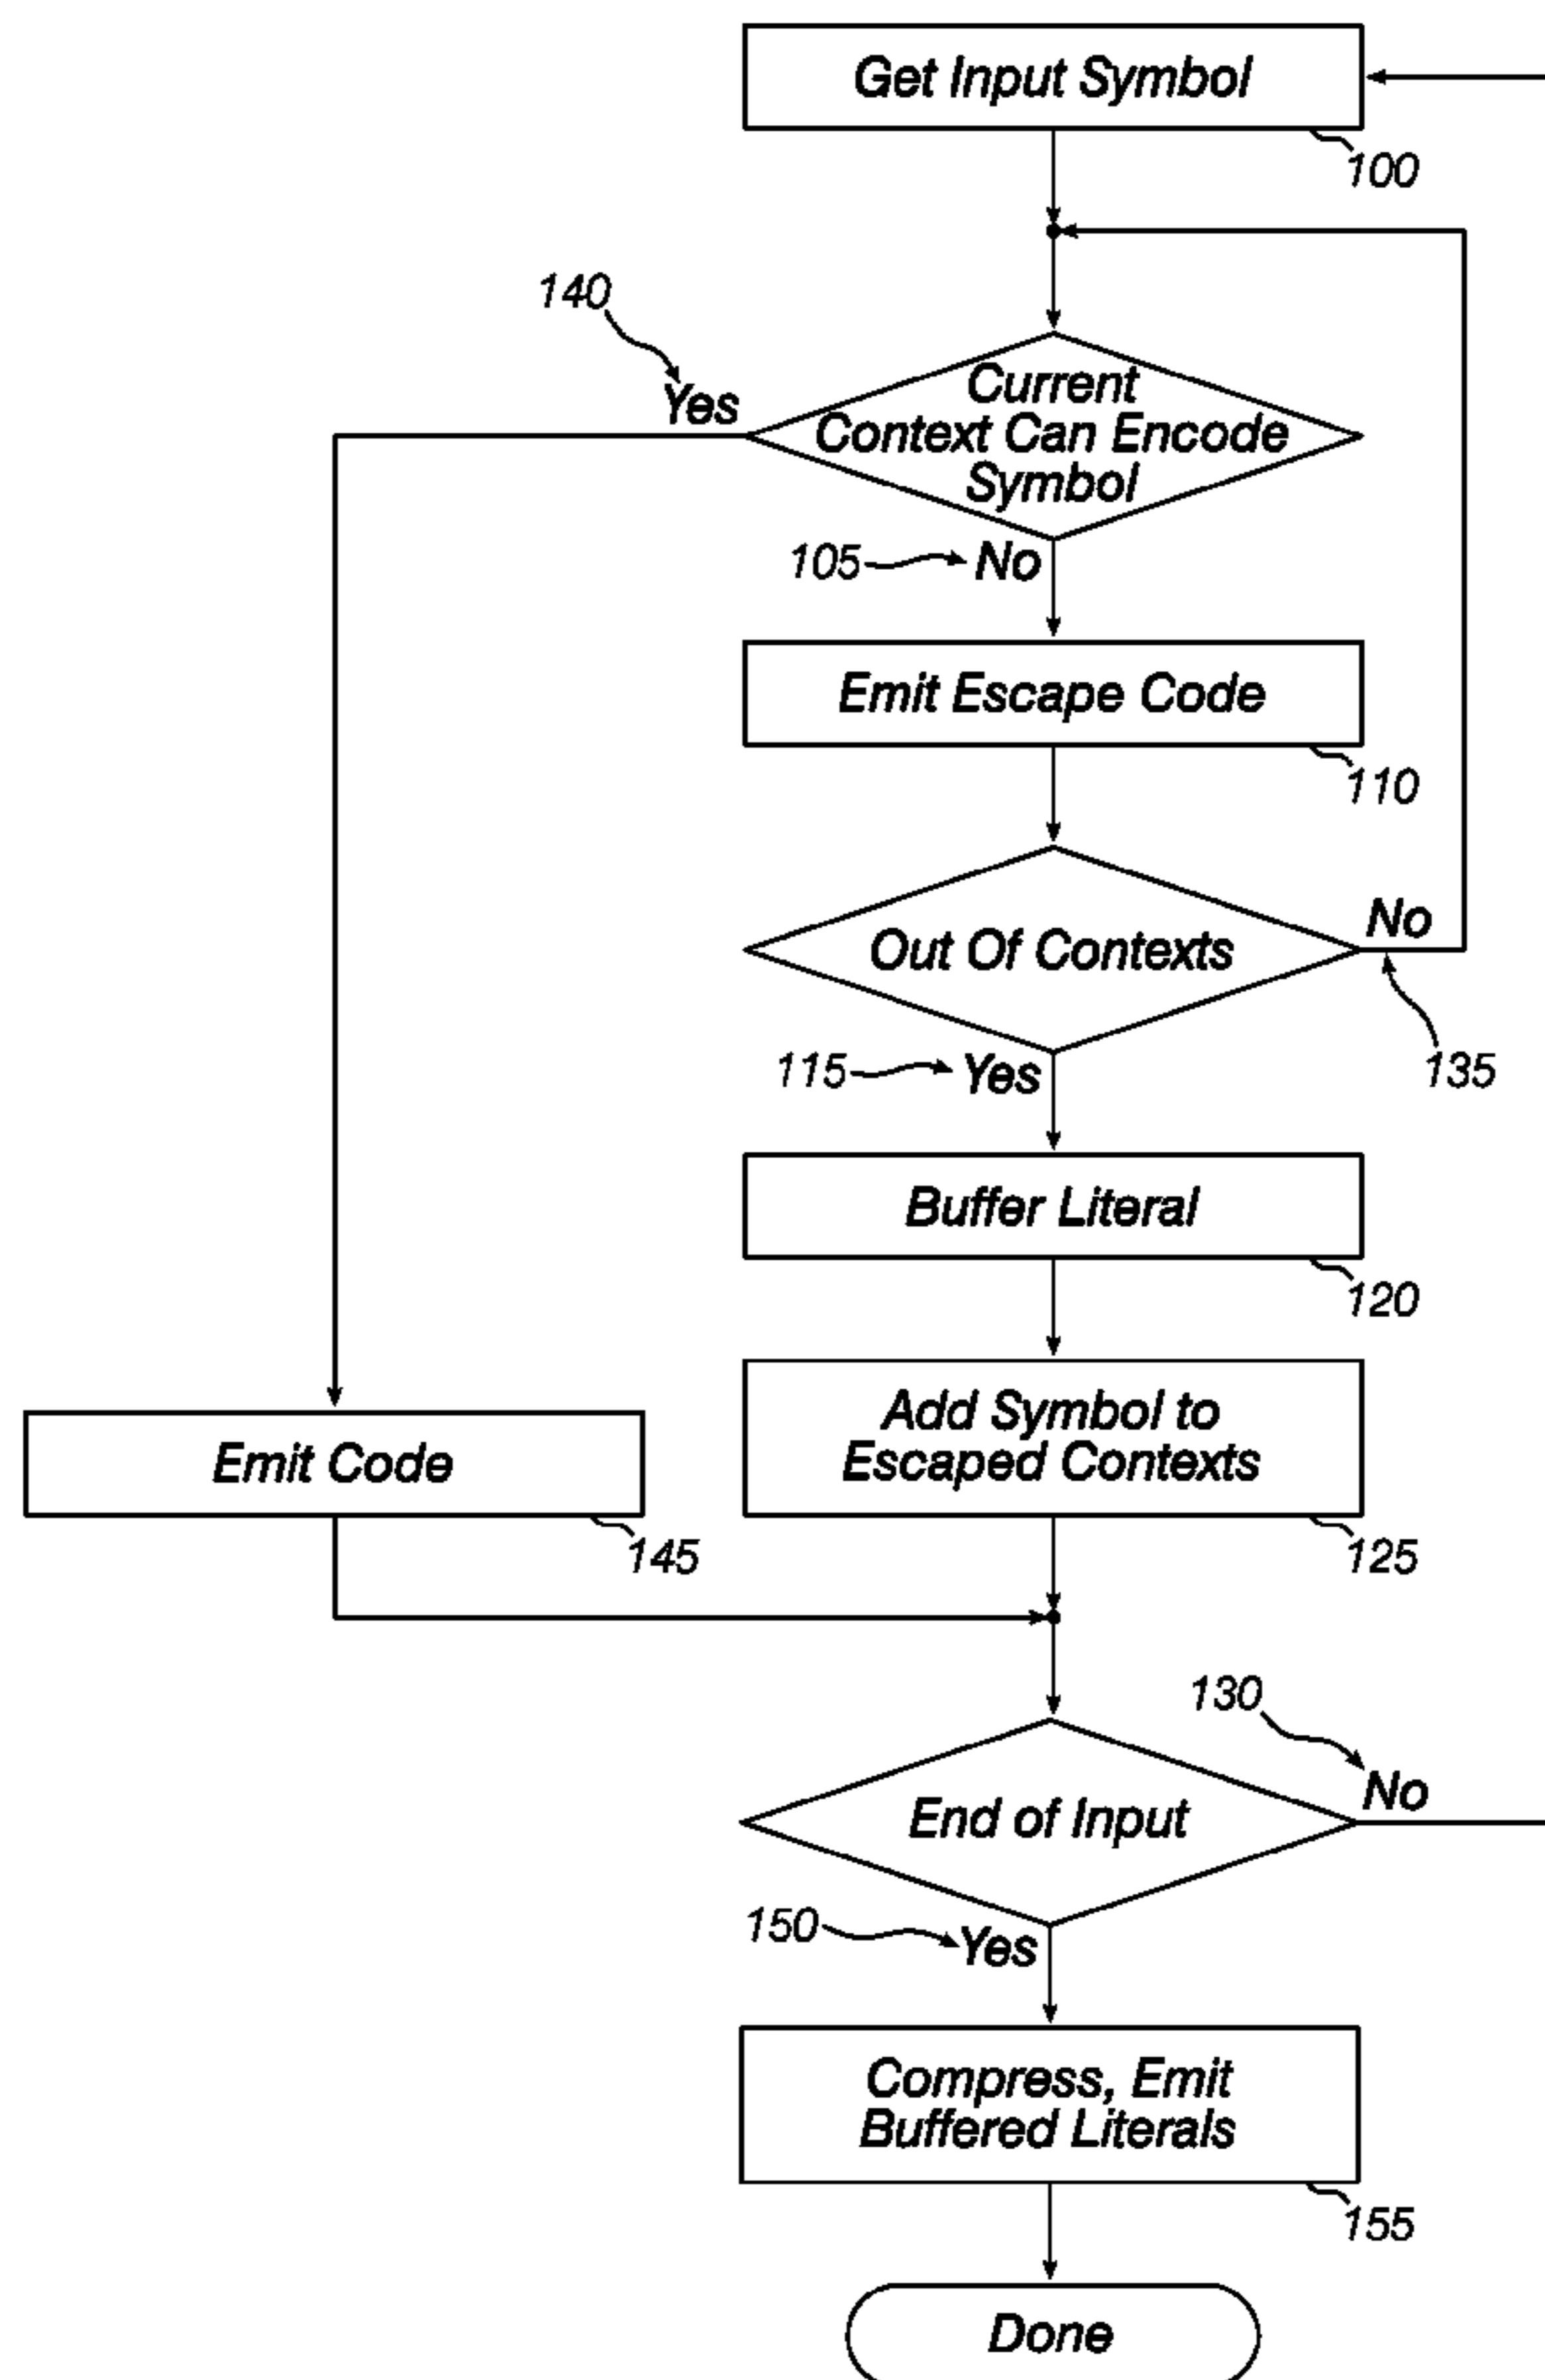 Get Input Symbol
100
140
Yes
Current
Context Can Encode
Symbol
105
No
Emit Escape Code
110
Out Of Contexts
No
115
Yes
135
Buffer Literal
120
Add Symbol to
Escaped Contexts
125
Emit Code
145
130
No
End of Input
150
Yes
Compress, Emit
Buffered Literals
155
Done